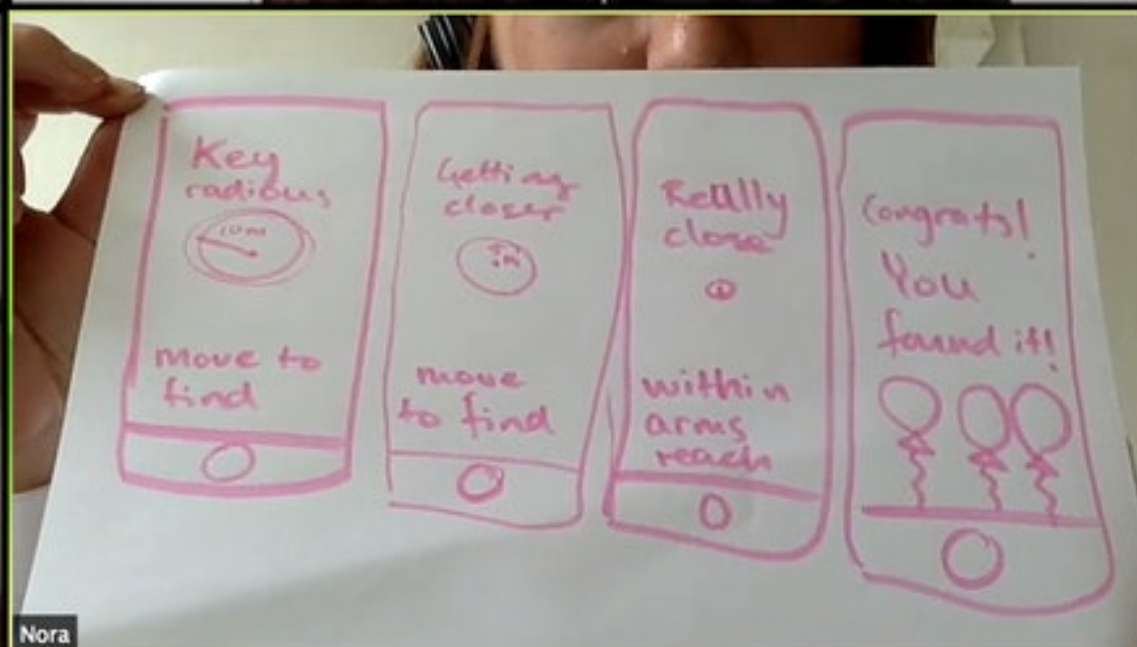 Key
radious
10m
move to
find
Getting
closer
move
to find
Really
close
within
arms
reach
Congrats!
You
found it!
Nora